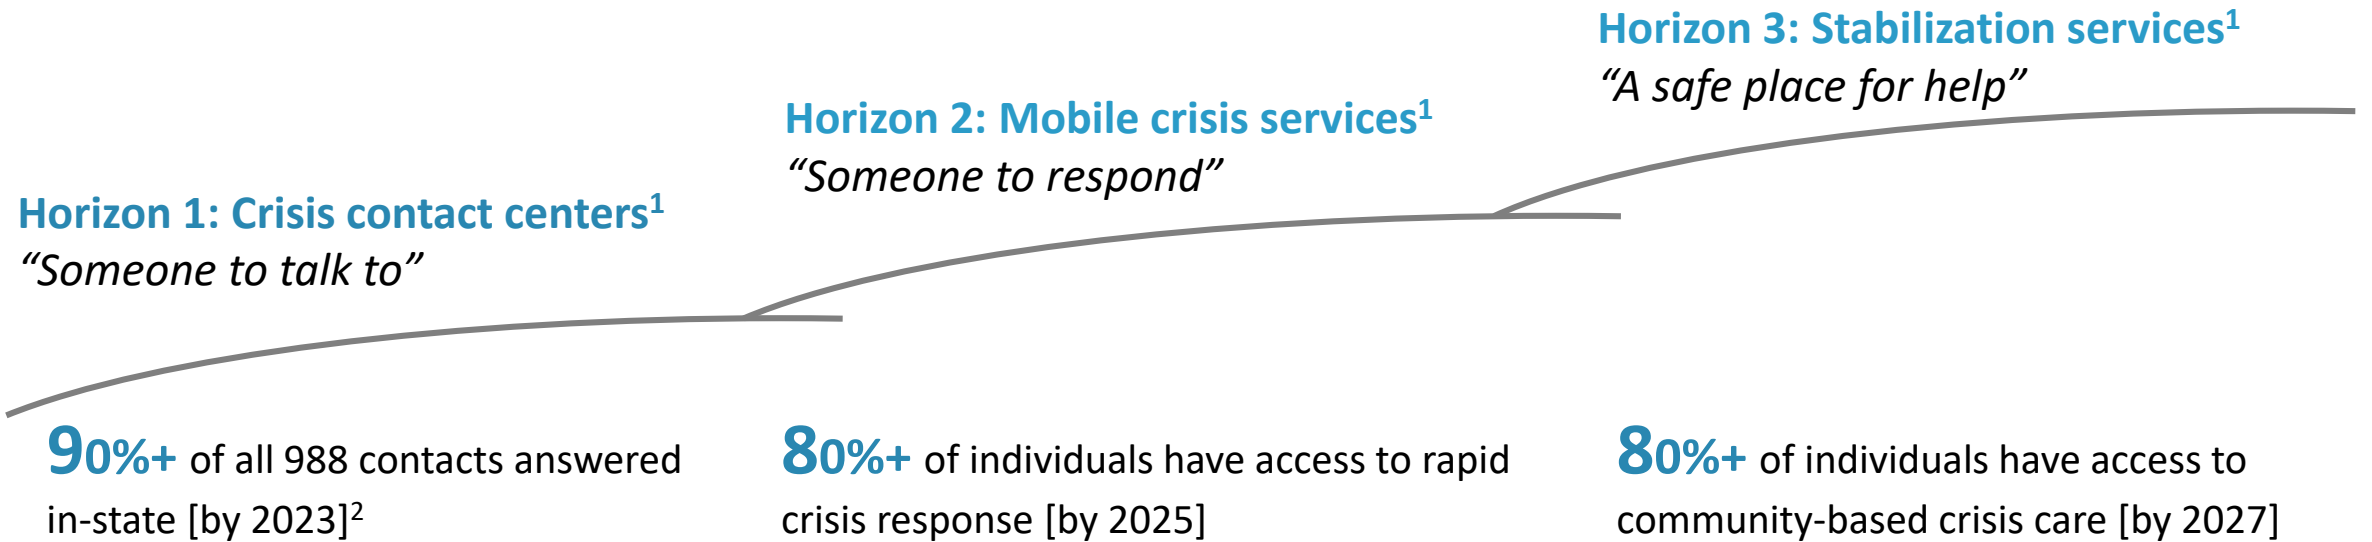 Horizon 1: Crisis contact centers¹
“Someone to talk to”
90%+ of all 988 contacts answered
in-state [by 2023]²
Horizon 2: Mobile crisis services¹
“Someone to respond”
80%+ of individuals have access to rapid
crisis response [by 2025]
Horizon 3: Stabilization services¹
“A safe place for help”
80%+ of individuals have access to
community-based crisis care [by 2027]